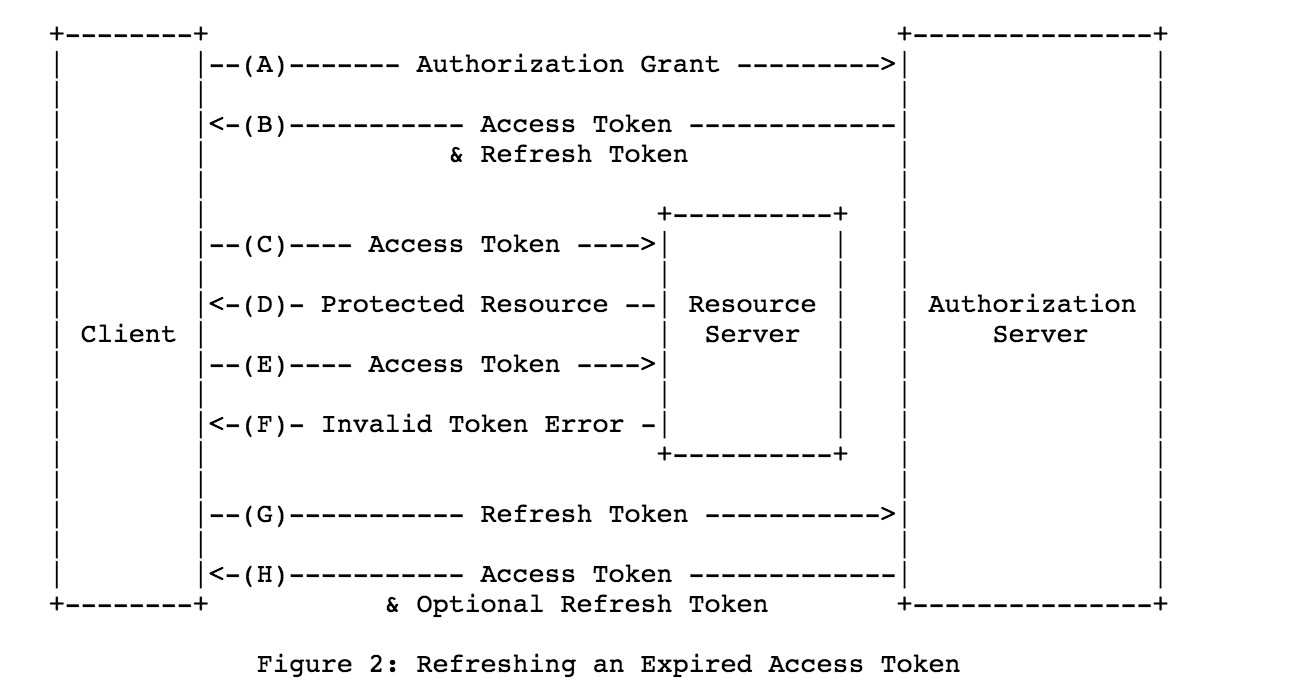 +--------+                                           +---------------+
|        |--(A)------- Authorization Grant --------->|               |
|        |                                           |               |
|        |<-(B)----------- Access Token -------------|               |
|        |               & Refresh Token             |               |
|        |                                           |               |
|        |                            +----------+   |               |
|        |--(C)---- Access Token ---->|          |   |               |
|        |                            |          |   |               |
|        |<-(D)- Protected Resource --| Resource |   | Authorization |
| Client |                            |  Server  |   |     Server    |
|        |--(E)---- Access Token ---->|          |   |               |
|        |                            |          |   |               |
|        |<-(F)- Invalid Token Error -|          |   |               |
|        |                            +----------+   |               |
|        |                                           |               |
|        |--(G)----------- Refresh Token ----------->|               |
|        |                                           |               |
|        |<-(H)----------- Access Token -------------|               |
+--------+           & Optional Refresh Token        +---------------+
Figure 2: Refreshing an Expired Access Token